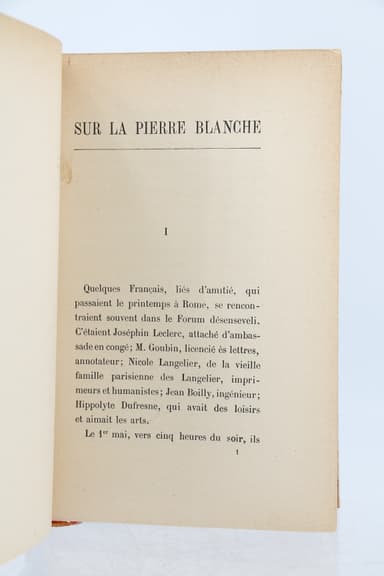 SUR LA PIERRE BLANCHE
I
Quelques Français, liés d'amitié, qui
passaient le printemps à Rome, se rencon-
traient souvent dans le Forum désenseveli.
C'étaient Joséphin Leclerc, attaché d'ambas-
sade en congé; M. Goubin, licencié ès lettres,
annotateur; Nicole Langelier, de la vieille
famille parisienne des Langelier, impri-
meurs et humanistes; Jean Boilly, ingénieur;
Hippolyte Dufresne, qui avait des loisirs
et aimait les arts.
Le 1er mai, vers cinq heures du soir, ils
1